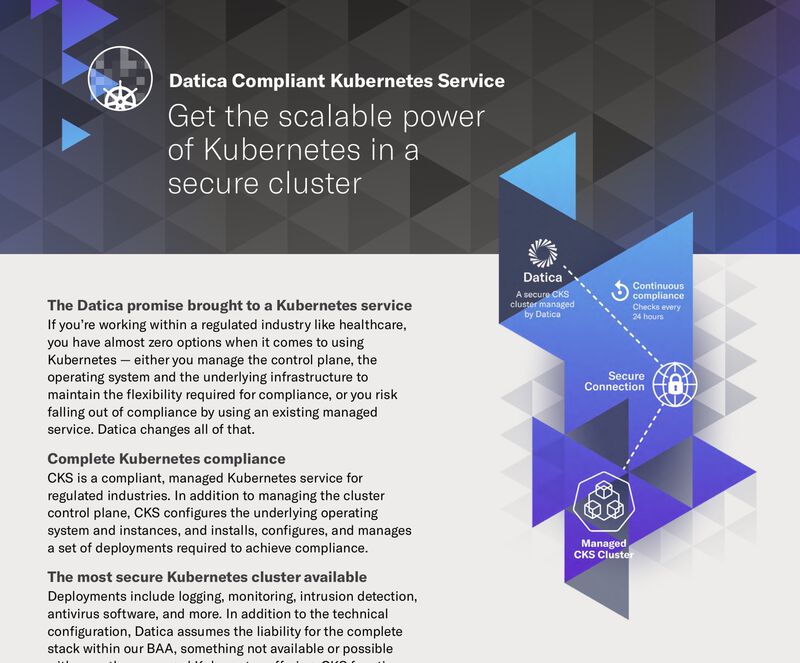 Datica Compliant Kubernetes Service
Get the scalable power
of Kubernetes in a
secure cluster
Datica
A secure CKS
cluster managed
by Datica
Continuous
compliance
Checks every
24 hours
Secure
Connection
Managed
CKS Cluster
The Datica promise brought to a Kubernetes service
If you’re working within a regulated industry like healthcare,
you have almost zero options when it comes to using
Kubernetes — either you manage the control plane, the
operating system and the underlying infrastructure to
maintain the flexibility required for compliance, or you risk
falling out of compliance by using an existing managed
service. Datica changes all of that.
Complete Kubernetes compliance
CKS is a compliant, managed Kubernetes service for
regulated industries. In addition to managing the cluster
control plane, CKS configures the underlying operating
system and instances, and installs, configures, and manages
a set of deployments required to achieve compliance.
The most secure Kubernetes cluster available
Deployments include logging, monitoring, intrusion detection,
antivirus software, and more. In addition to the technical
configuration, Datica assumes the liability for the complete
stack within our BAA, something not available or possible